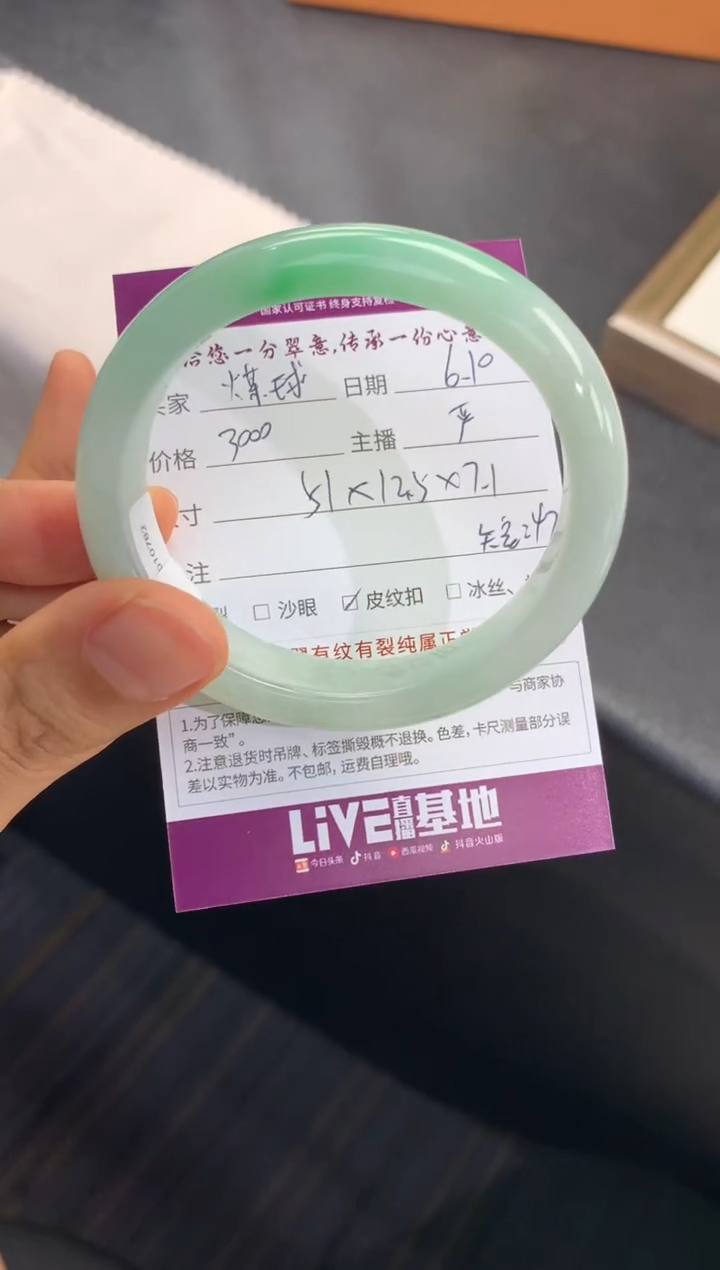 国家认可证书 终身支持复检
给您一分翠意,传承一份心意
买家 煤球 日期 6.10
价格 3000 主播
尺寸 51×12.5×7.1
注
沙眼 ☑ 皮纹扣 □ 冰丝、
有纹有裂纯属正常
1.为了保障您 与商家协
商一致”。
2.注意退货时吊牌、标签撕毁概不退换。色差,卡尺测量部分误
差以实物为准。不包邮,运费自理哦。
LiVE直播基地
今日头条 抖音 西瓜视频 抖音火山版